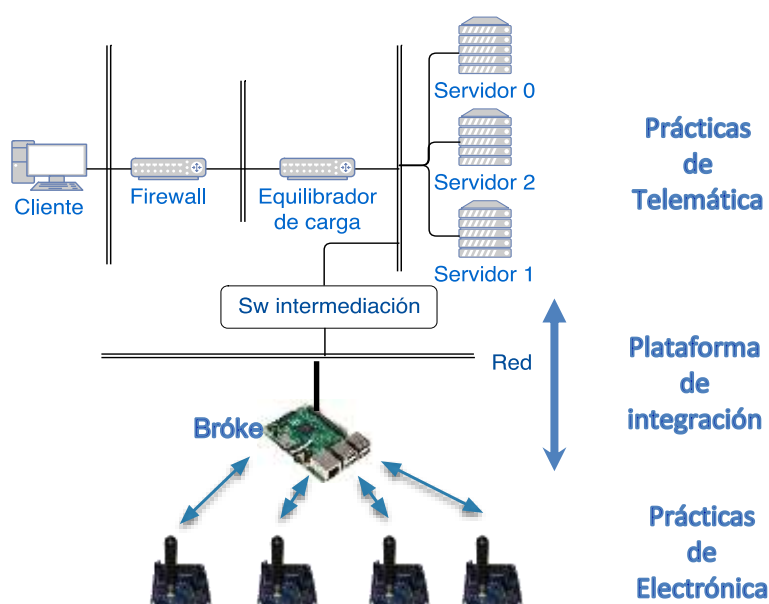 Servidor 0
Cliente
Firewall
Equilibrador
de carga
Servidor 2
Servidor 1
Prácticas
de
Telemática
Sw intermediación
Red
Plataforma
de
integración
Bróke
Prácticas
de
Electrónica